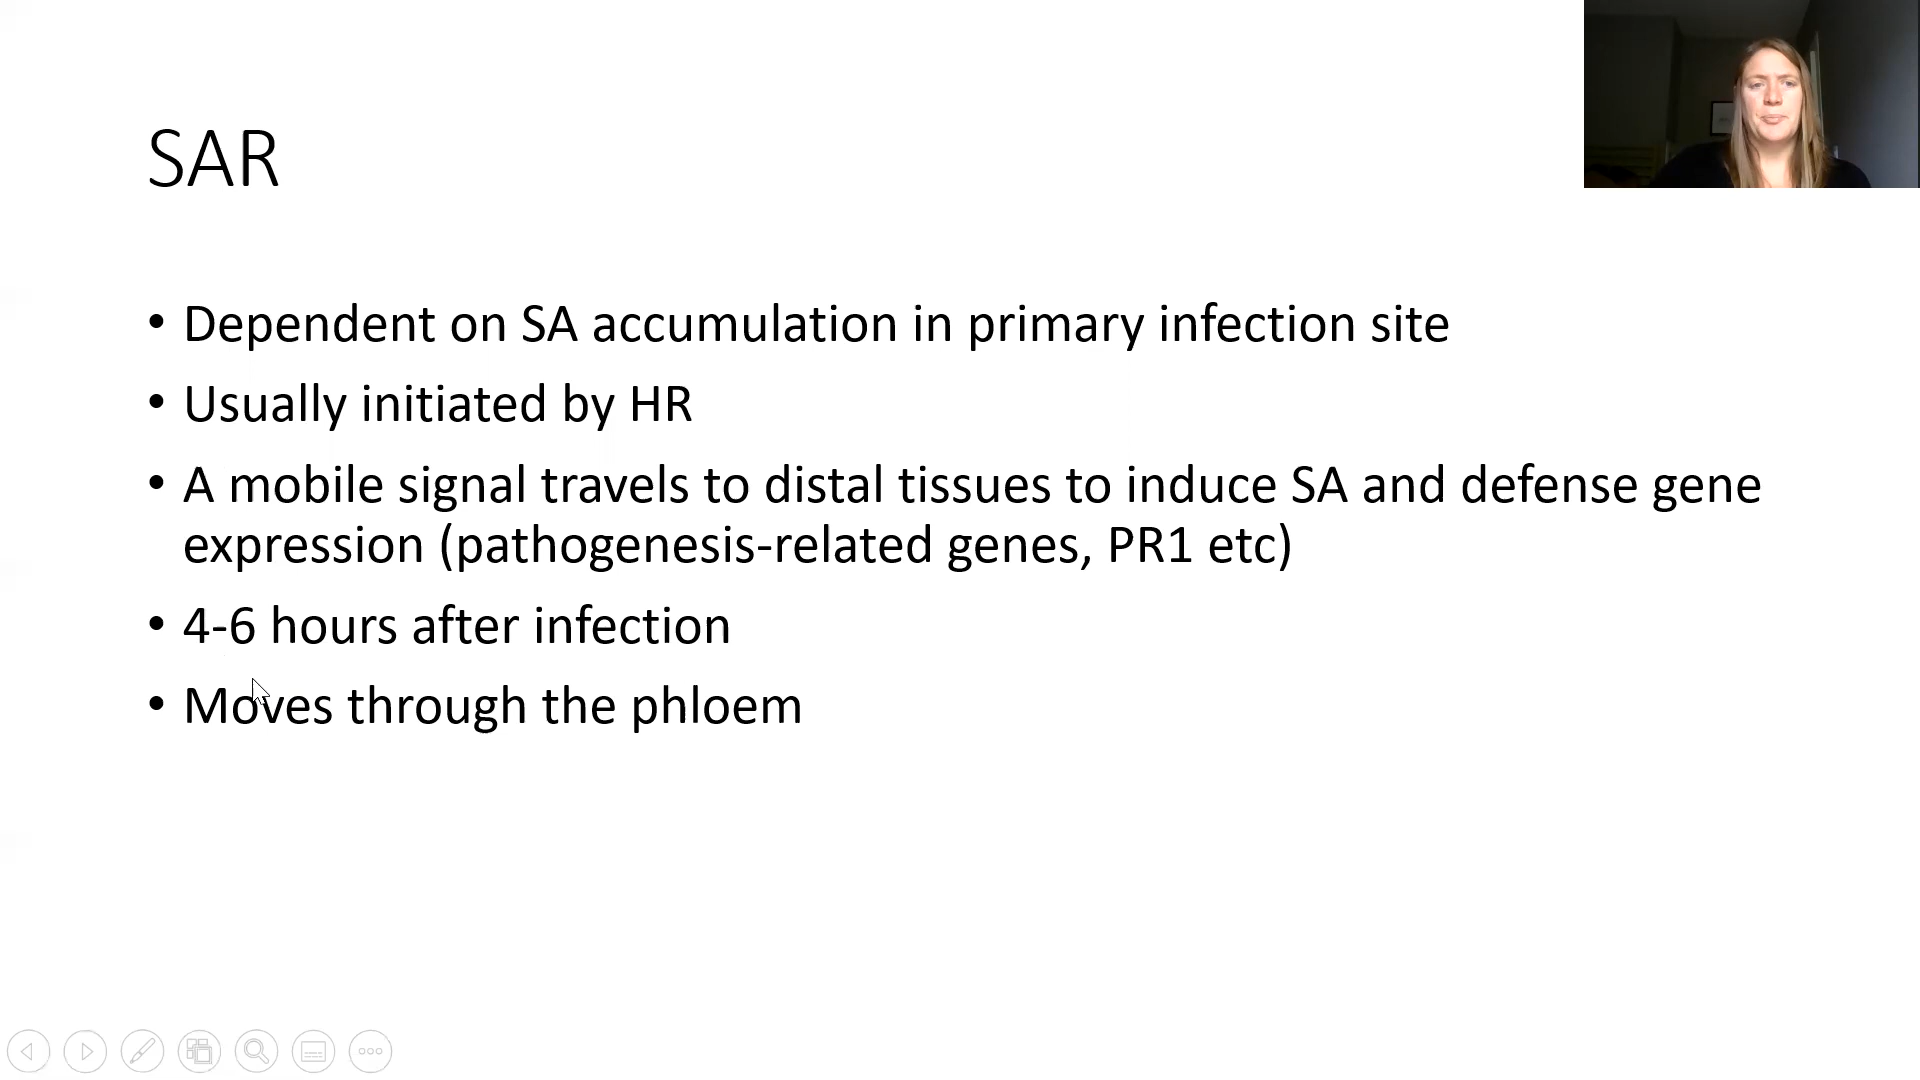 SAR
• Dependent on SA accumulation in primary infection site
• Usually initiated by HR
• A mobile signal travels to distal tissues to induce SA and defense gene
expression (pathogenesis-related genes, PR1 etc)
• 4-6 hours after infection
• Moves through the phloem